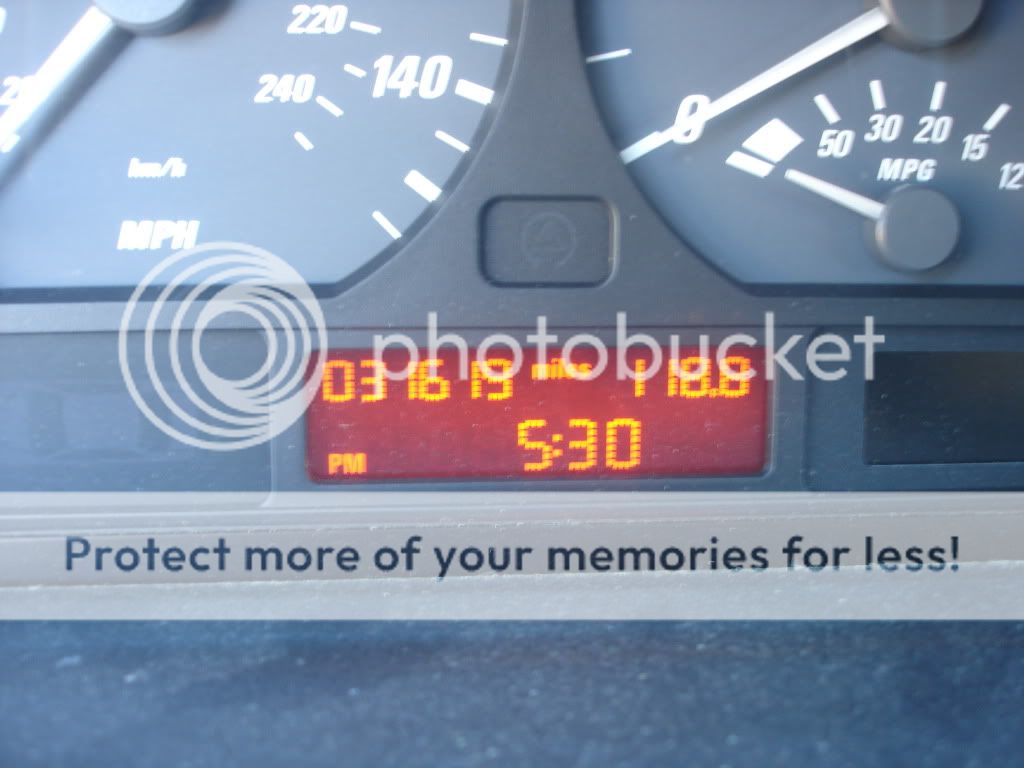 220
240
140
km/h
MPH
0
50
30
20
15
12
MPG
photobucket
031619 miles 118.8
PM 5:30
Protect more of your memories for less!